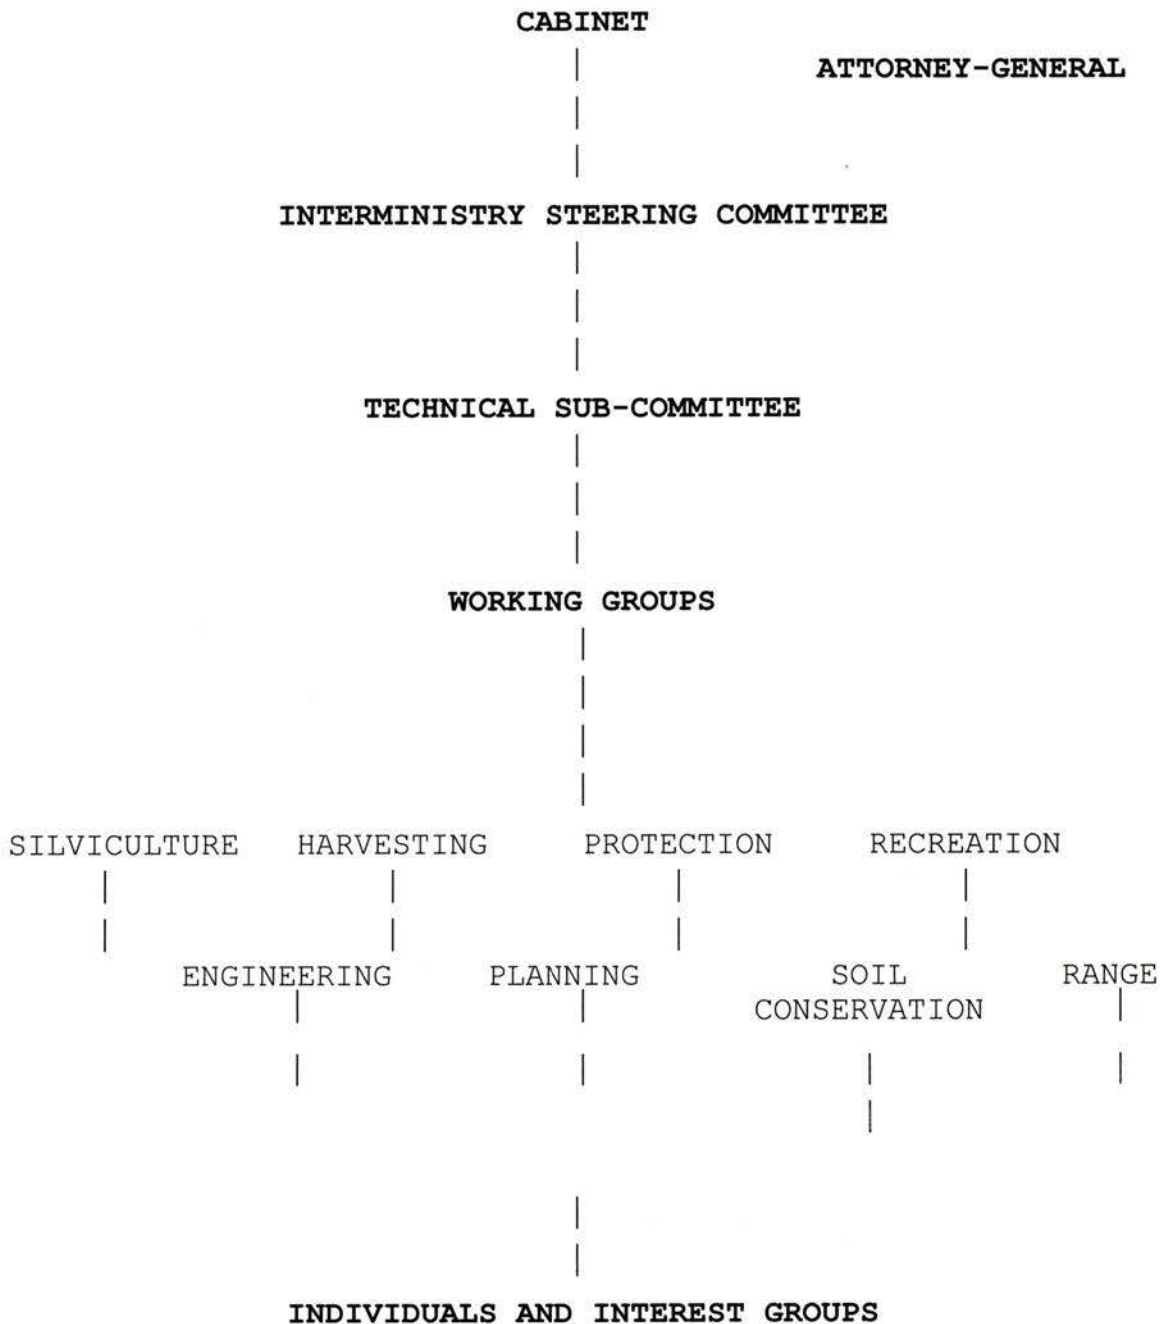 CABINET
ATTORNEY-GENERAL
INTERMINISTRY STEERING COMMITTEE
TECHNICAL SUB-COMMITTEE
WORKING GROUPS
SILVICULTURE HARVESTING PROTECTION RECREATION
ENGINEERING PLANNING SOIL RANGE
CONSERVATION
INDIVIDUALS AND INTEREST GROUPS